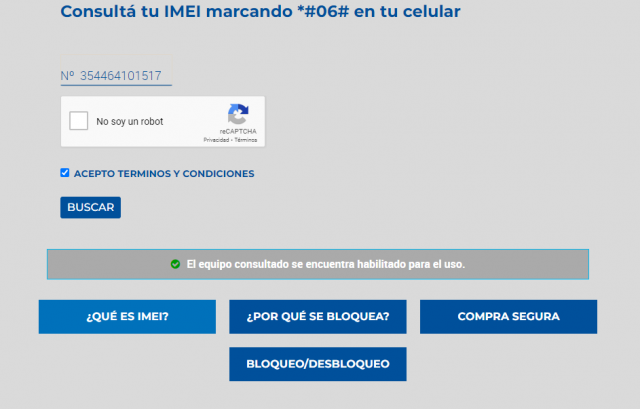 Consultá tu IMEI marcando *#06# en tu celular
Nº 354464101517
No soy un robot
reCAPTCHA
Privacidad - Términos
ACEPTO TERMINOS Y CONDICIONES
BUSCAR
El equipo consultado se encuentra habilitado para el uso.
¿QUÉ ES IMEI?
¿POR QUÉ SE BLOQUEA?
COMPRA SEGURA
BLOQUEO/DESBLOQUEO